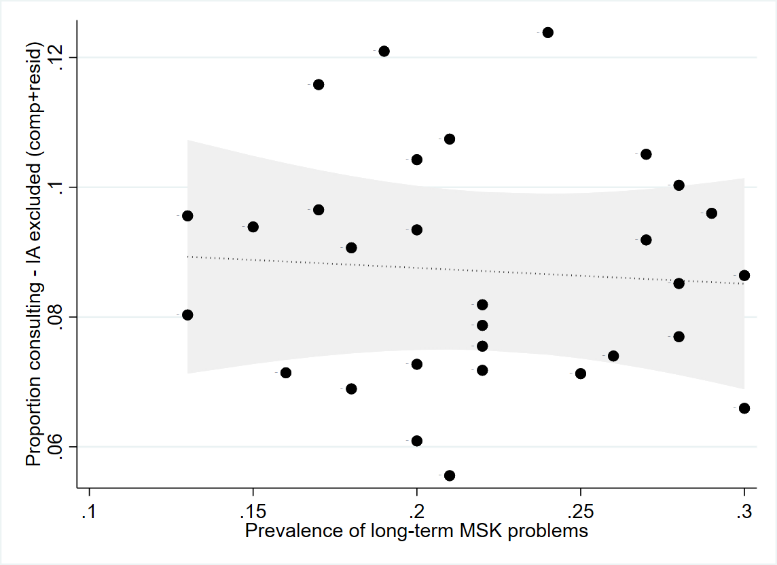 Proportion consulting - IA excluded (comp+resid)
.12
.1
.08
.06
.1 .15 .2 .25 .3
Prevalence of long-term MSK problems